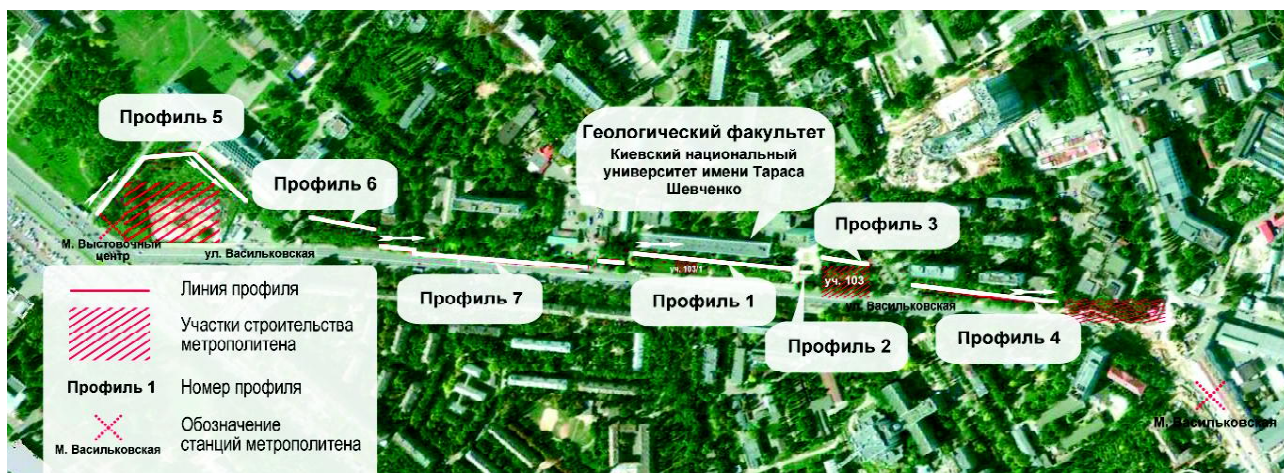 Профиль 5
Профиль 6
Геологический факультет
Киевский национальный
университет имени Тараса
Шевченко
Профиль 3
М. Выстовочный
центр
ул. Васильковская
уч. 103/1
уч. 103
Профиль 7
Профиль 1
ул. Васильковская
Профиль 2
Профиль 4
М. Васильковская
Линия профиля
Участки строительства
метрополитена
Профиль 1 Номер профиля
Обозначение
станций метрополитена
М. Васильковская